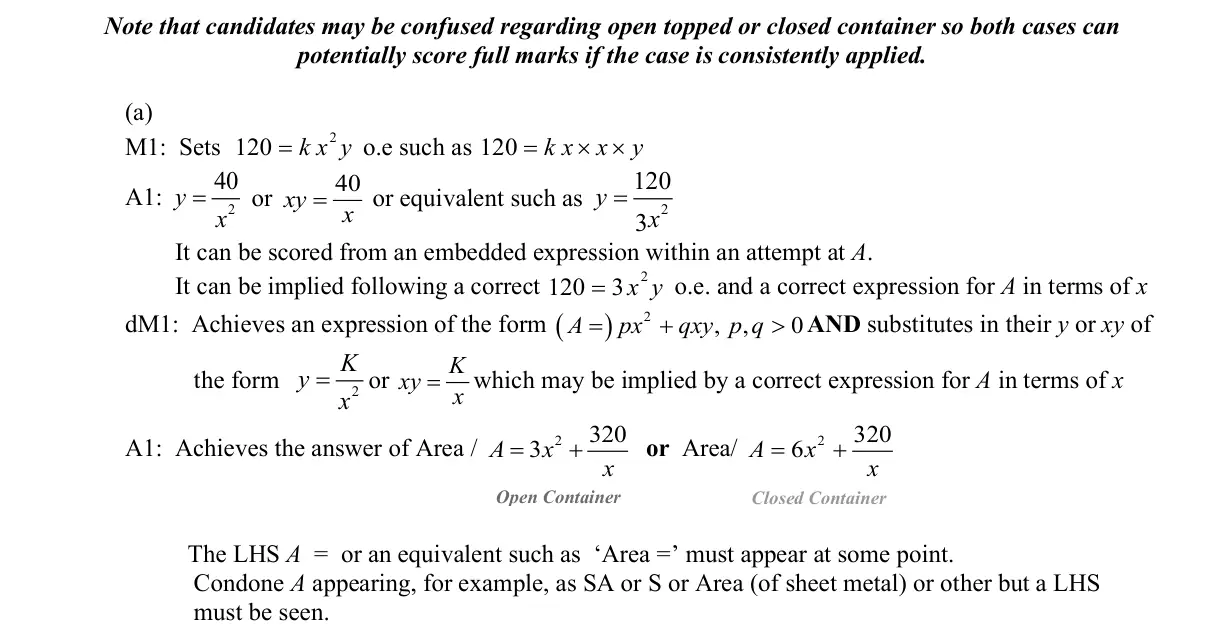 Note that candidates may be confused regarding open topped or closed container so both cases can
potentially score full marks if the case is consistently applied.
(a)
M1: Sets 120 = k x² y o.e such as 120 = k x × x × y
A1: y = 40/x² or xy = 40/x or equivalent such as y = 120/3x²
It can be scored from an embedded expression within an attempt at A.
It can be implied following a correct 120 = 3x² y o.e. and a correct expression for A in terms of x
dM1: Achieves an expression of the form (A =) px² + qxy, p, q > 0 AND substitutes in their y or xy of
the form y = K/x² or xy = K/x which may be implied by a correct expression for A in terms of x
A1: Achieves the answer of Area / A = 3x² + 320/x or Area/ A = 6x² + 320/x
Open Container Closed Container
The LHS A = or an equivalent such as ‘Area =’ must appear at some point.
Condone A appearing, for example, as SA or S or Area (of sheet metal) or other but a LHS
must be seen.